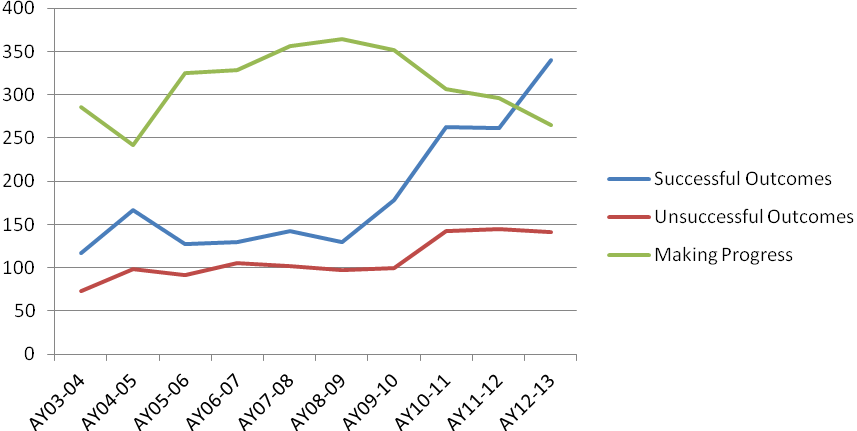 400
350
300
250
200
150
100
50
0
AY03-04
AY04-05
AY05-06
AY06-07
AY07-08
AY08-09
AY09-10
AY10-11
AY11-12
AY12-13
Successful Outcomes
Unsuccessful Outcomes
Making Progress